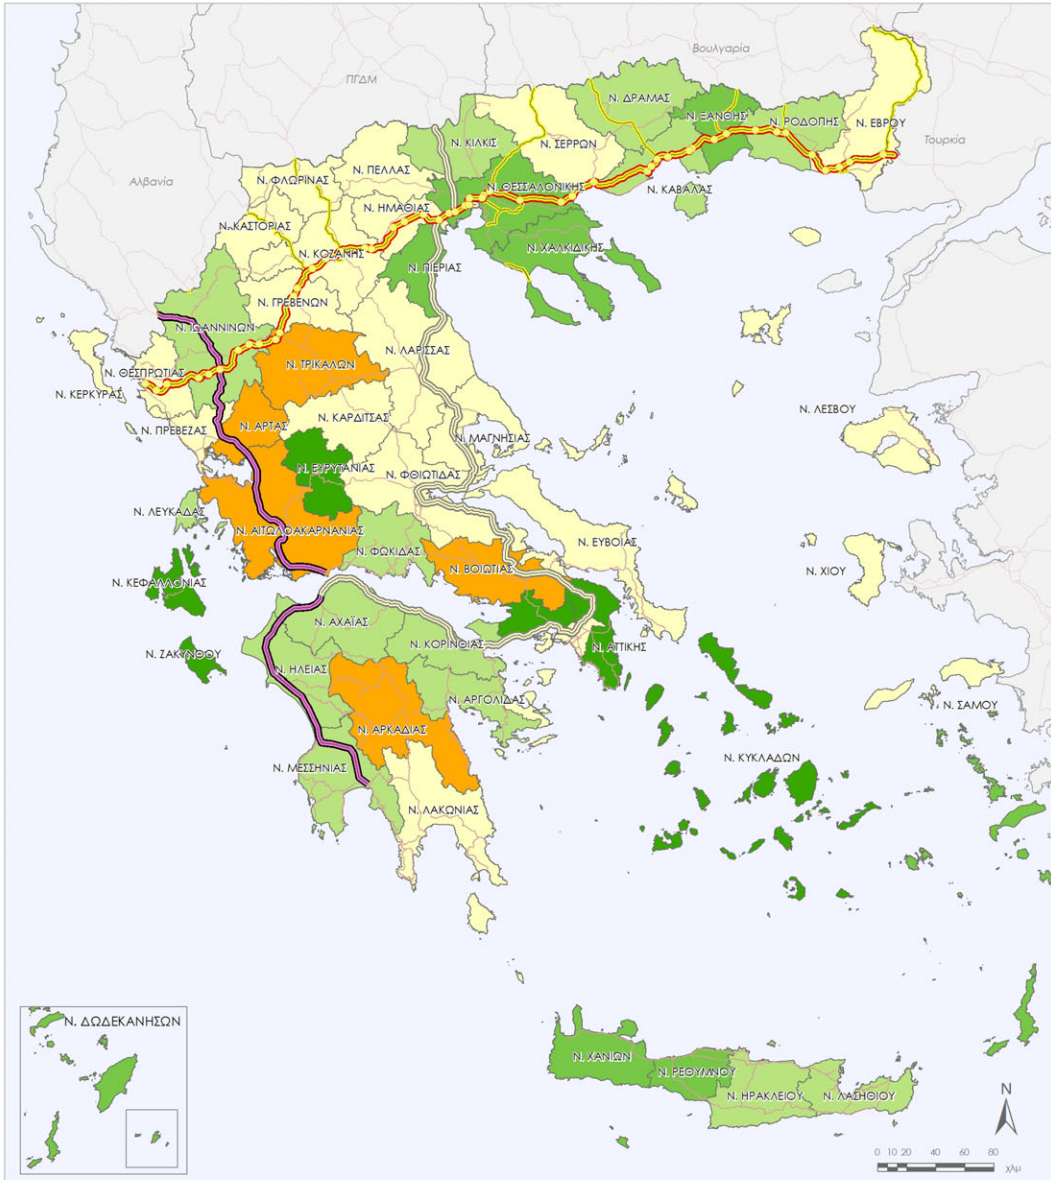 Βουλγαρία
ΠΓΔΜ
Ν. ΔΡΑΜΑΣ
Ν. ΞΑΝΘΗΣ
Ν. ΡΟΔΟΠΗΣ
Ν. ΕΒΡΟΥ
Τουρκία
Ν. ΚΙΛΚΙΣ
Ν. ΣΕΡΡΩΝ
Ν. ΠΕΛΛΑΣ
Αλβανία
Ν. ΦΛΩΡΙΝΑΣ
Ν. ΘΕΣΣΑΛΟΝΙΚΗΣ
Ν. ΚΑΒΑΛΑΣ
Ν. ΗΜΑΘΙΑΣ
Ν. ΚΑΣΤΟΡΙΑΣ
Ν. ΧΑΛΚΙΔΙΚΗΣ
Ν. ΚΟΖΑΝΗΣ
Ν. ΠΙΕΡΙΑΣ
Ν. ΓΡΕΒΕΝΩΝ
Ν. ΙΩΑΝΝΙΝΩΝ
Ν. ΛΑΡΙΣΣΑΣ
Ν. ΤΡΙΚΑΛΩΝ
Ν. ΘΕΣΠΡΩΤΙΑΣ
Ν. ΚΕΡΚΥΡΑΣ
Ν. ΛΕΣΒΟΥ
Ν. ΚΑΡΔΙΤΣΑΣ
Ν. ΑΡΤΑΣ
Ν. ΠΡΕΒΕΖΑΣ
Ν. ΜΑΓΝΗΣΙΑΣ
Ν. ΕΥΡΥΤΑΝΙΑΣ
Ν. ΦΘΙΩΤΙΔΑΣ
Ν. ΛΕΥΚΑΔΑΣ
Ν. ΑΙΤΩΛΟΑΚΑΡΝΑΝΙΑΣ
Ν. ΕΥΒΟΙΑΣ
Ν. ΦΩΚΙΔΑΣ
Ν. ΒΟΙΩΤΙΑΣ
Ν. ΧΙΟΥ
Ν. ΚΕΦΑΛΛΟΝΙΑΣ
Ν. ΑΧΑΪΑΣ
Ν. ΚΟΡΙΝΘΙΑΣ
Ν. ΑΤΤΙΚΗΣ
Ν. ΖΑΚΥΝΘΟΥ
Ν. ΗΛΕΙΑΣ
Ν. ΑΡΓΟΛΙΔΑΣ
Ν. ΣΑΜΟΥ
Ν. ΑΡΚΑΔΙΑΣ
Ν. ΚΥΚΛΑΔΩΝ
Ν. ΜΕΣΣΗΝΙΑΣ
Ν. ΛΑΚΩΝΙΑΣ
Ν. ΔΩΔΕΚΑΝΗΣΩΝ
Ν. ΧΑΝΙΩΝ
Ν. ΡΕΘΥΜΝΟΥ
Ν. ΗΡΑΚΛΕΙΟΥ
Ν. ΛΑΣΗΘΙΟΥ
N
0 10 20 40 60 80
χλμ